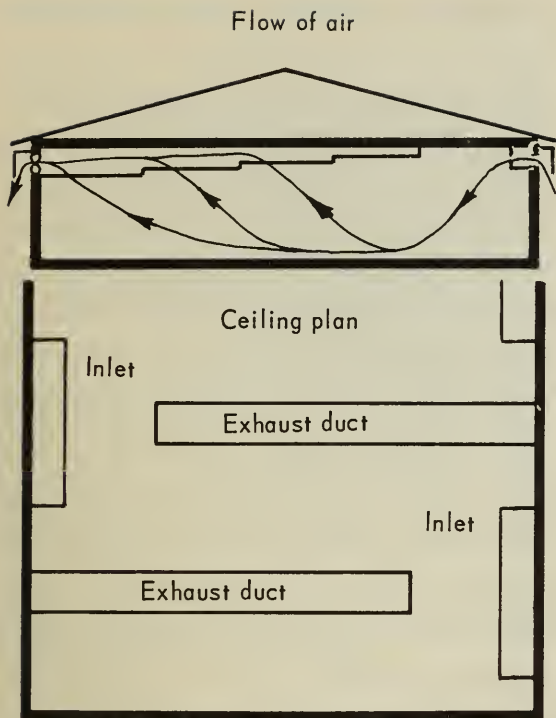 Flow of air
Ceiling plan
Inlet
Exhaust duct
Inlet
Exhaust duct